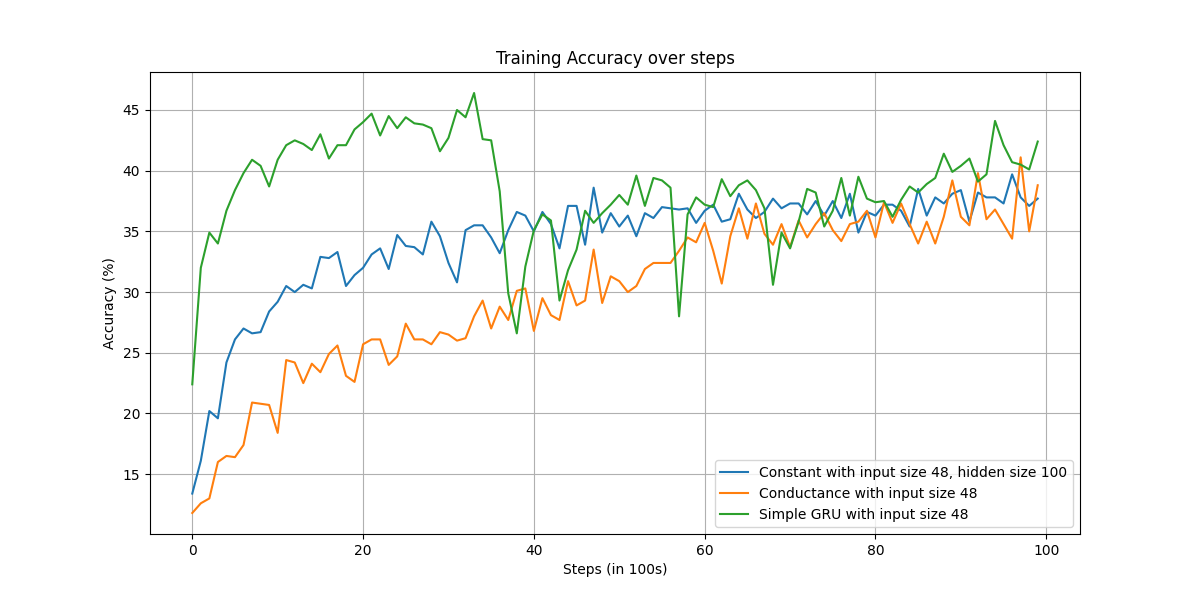 Training Accuracy over steps
45
40
35
30
25
20
15
Accuracy (%)
0
20
40
60
80
100
Steps (in 100s)
Constant with input size 48, hidden size 100
Conductance with input size 48
Simple GRU with input size 48